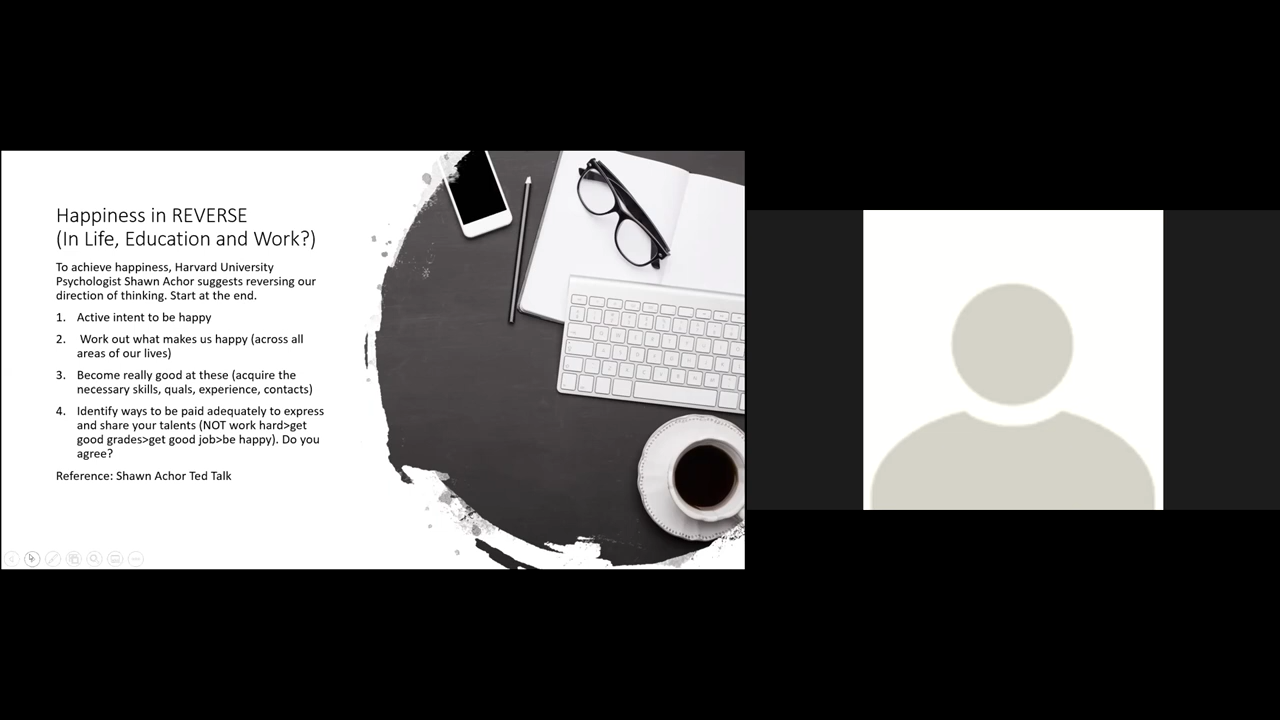 Happiness in REVERSE
(In Life, Education and Work?)
To achieve happiness, Harvard University
Psychologist Shawn Achor suggests reversing our
direction of thinking. Start at the end.
1. Active intent to be happy
2. Work out what makes us happy (across all
areas of our lives)
3. Become really good at these (acquire the
necessary skills, quals, experience, contacts)
4. Identify ways to be paid adequately to express
and share your talents (NOT work hard>get
good grades>get good job>be happy). Do you
agree?
Reference: Shawn Achor Ted Talk